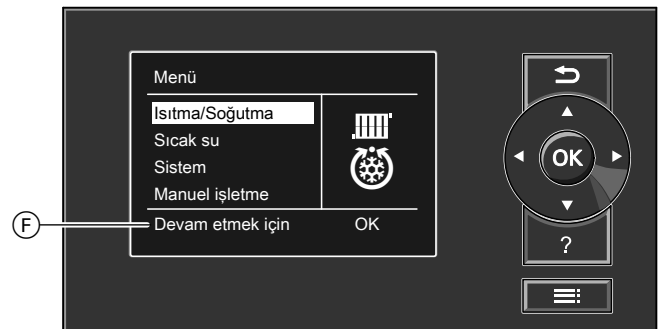 Menü
Isıtma/Soğutma
Sıcak su
Sistem
Manuel işletme
Devam etmek için OK
F
OK
?